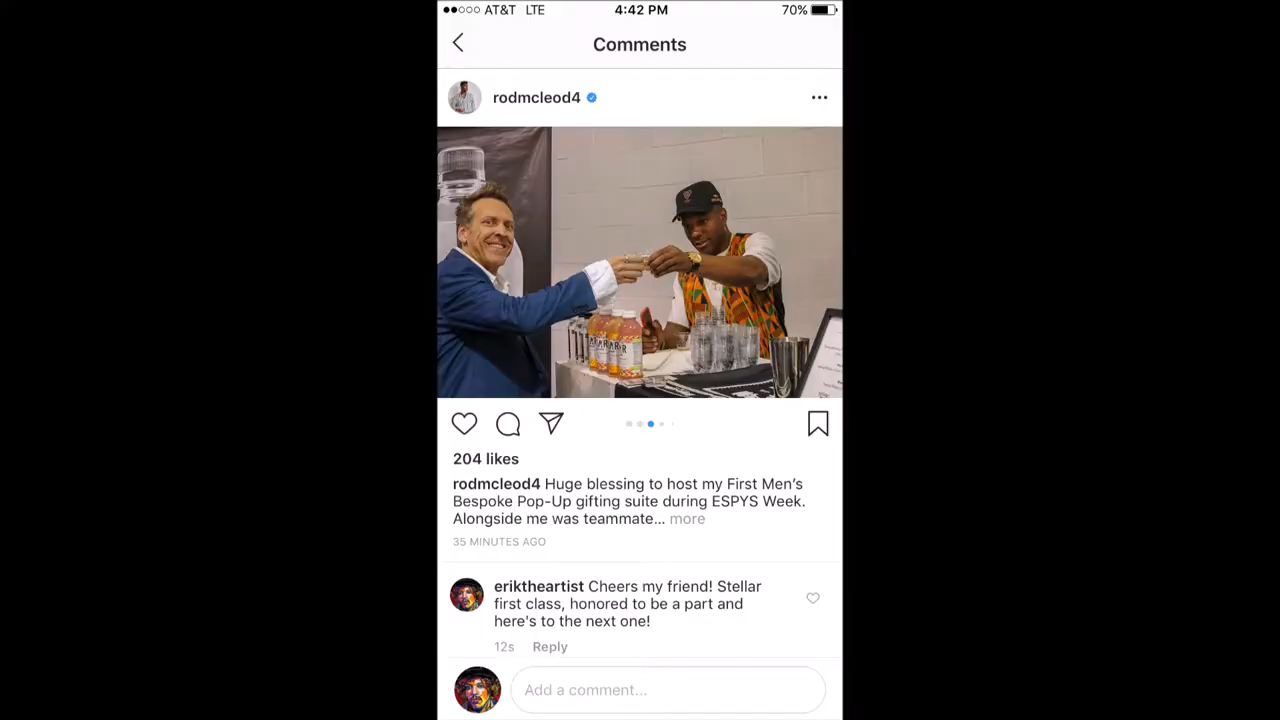 AT&T LTE 4:42 PM 70%
Comments
rodmcleod4
204 likes
rodmcleod4 Huge blessing to host my First Men’s
Bespoke Pop-Up gifting suite during ESPYS Week.
Alongside me was teammate... more
35 MINUTES AGO
eriktheartist Cheers my friend! Stellar
first class, honored to be a part and
here's to the next one!
12s Reply
Add a comment...